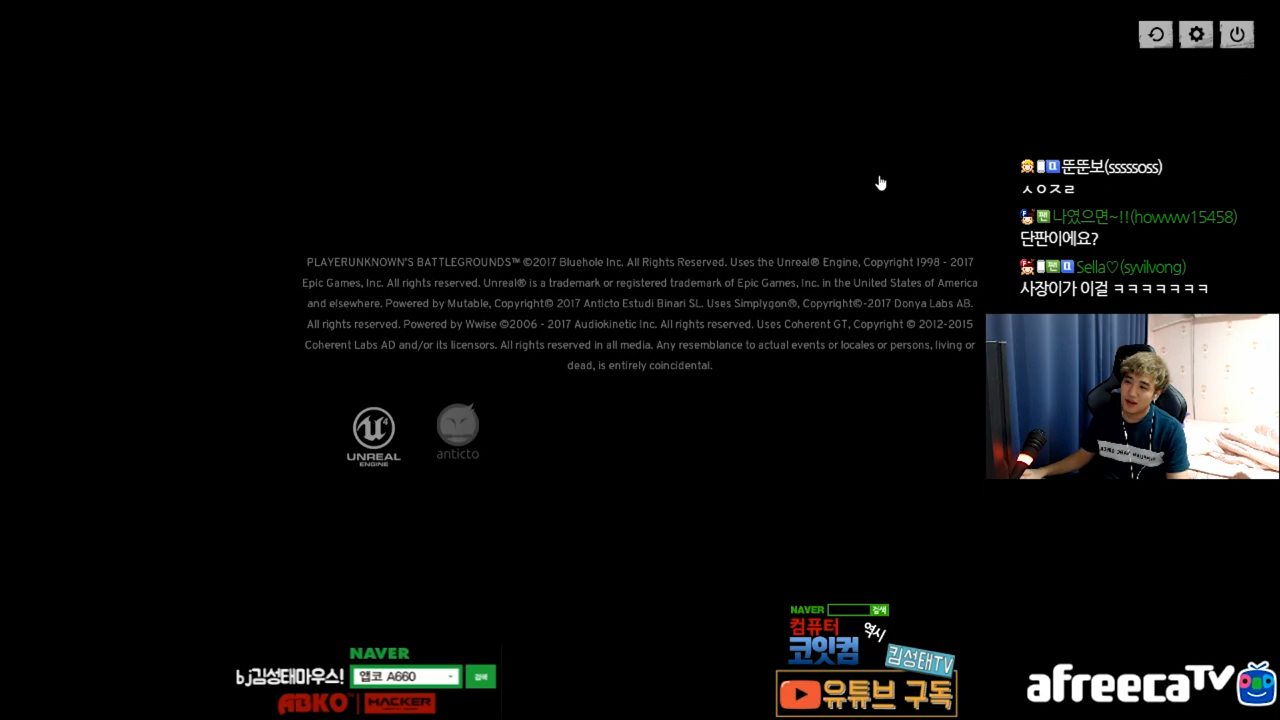 뚠뚠보(sssssoss)
ㅅㅇㅈㄹ
팬 나였으면~!!(howww15458)
단판이에요?
팬 Sella♡(syvilvong)
사장이가 이걸 ㅋㅋㅋㅋㅋㅋㅋ
PLAYERUNKNOWN'S BATTLEGROUNDS™ ©2017 Bluehole Inc. All Rights Reserved. Uses the Unreal® Engine, Copyright 1998 - 2017
Epic Games, Inc. All rights reserved. Unreal® is a trademark or registered trademark of Epic Games, Inc. in the United States of America
and elsewhere. Powered by Mutable, Copyright© 2017 Anticto Estudi Binari SL. Uses Simplygon®, Copyright©-2017 Donya Labs AB.
All rights reserved. Powered by Wwise ©2006 - 2017 Audiokinetic Inc. All rights reserved. Uses Coherent GT, Copyright © 2012-2015
Coherent Labs AD and/or its licensors. All rights reserved in all media. Any resemblance to actual events or locales or persons, living or
dead, is entirely coincidental.
UNREAL
ENGINE
anticto
NAVER 검색
컴퓨터 역시
코잇컴 킴성태TV
유튜브 구독
NAVER
bj김성태마우스! 앱코 A660 검색
ABKO HACKER
afreecaTV